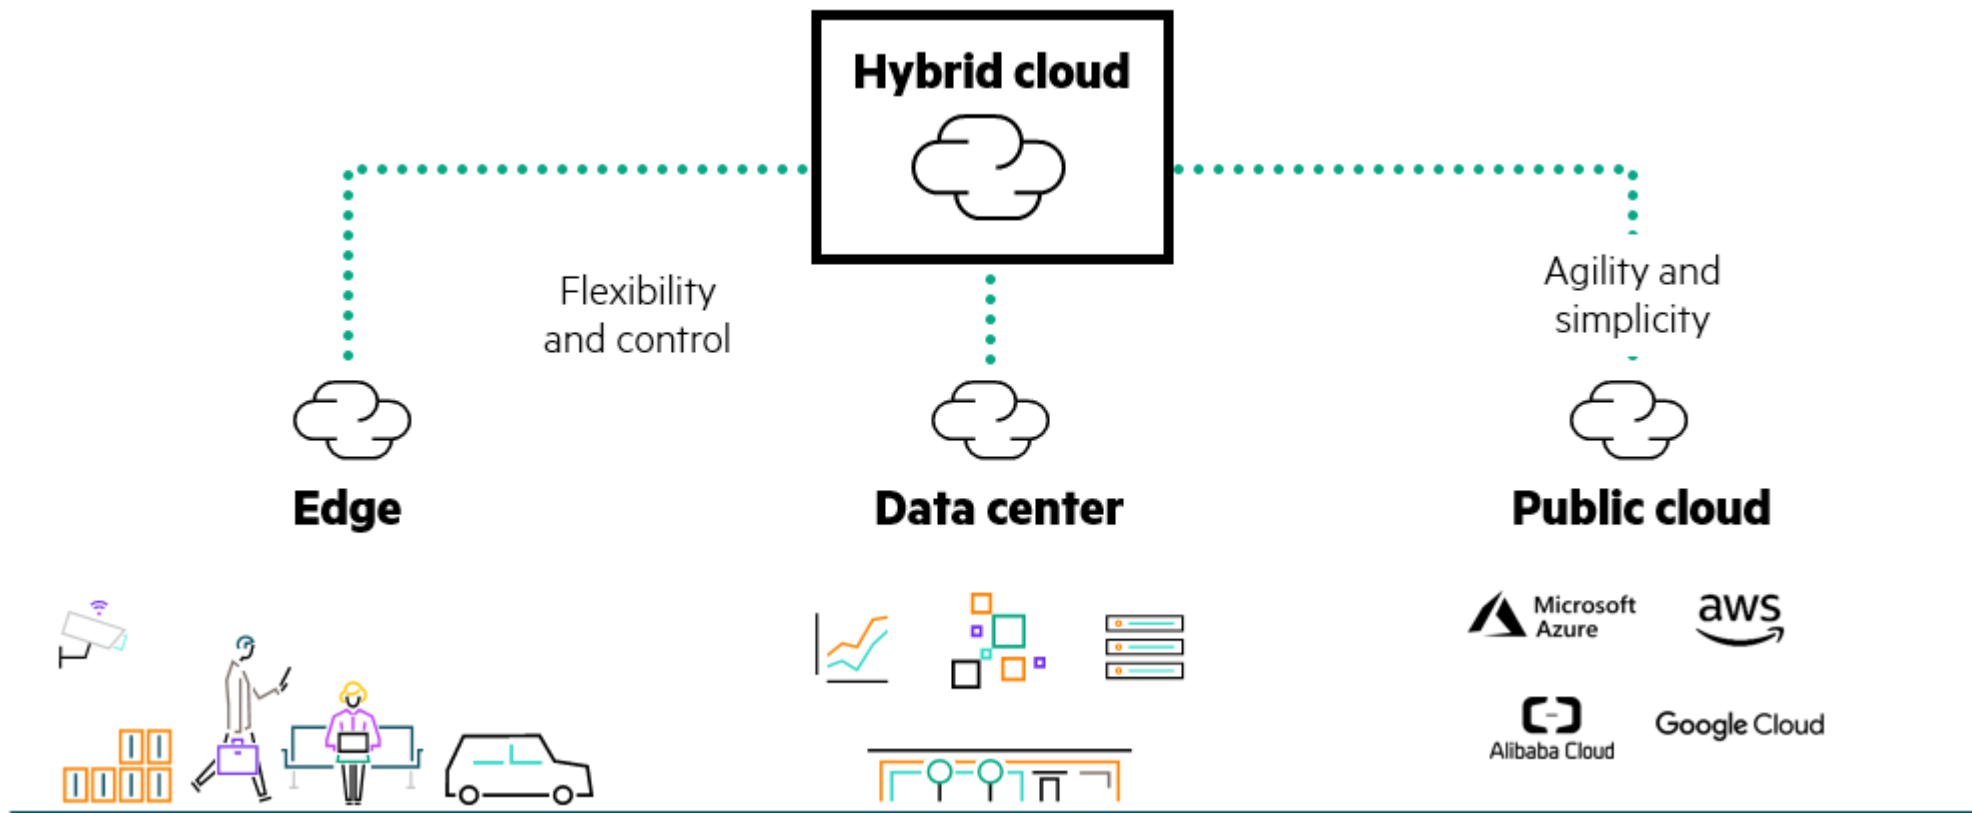 Hybrid cloud
Flexibility
and control
Agility and
simplicity
Edge
Data center
Public cloud
Microsoft
Azure
aws
Alibaba Cloud
Google Cloud